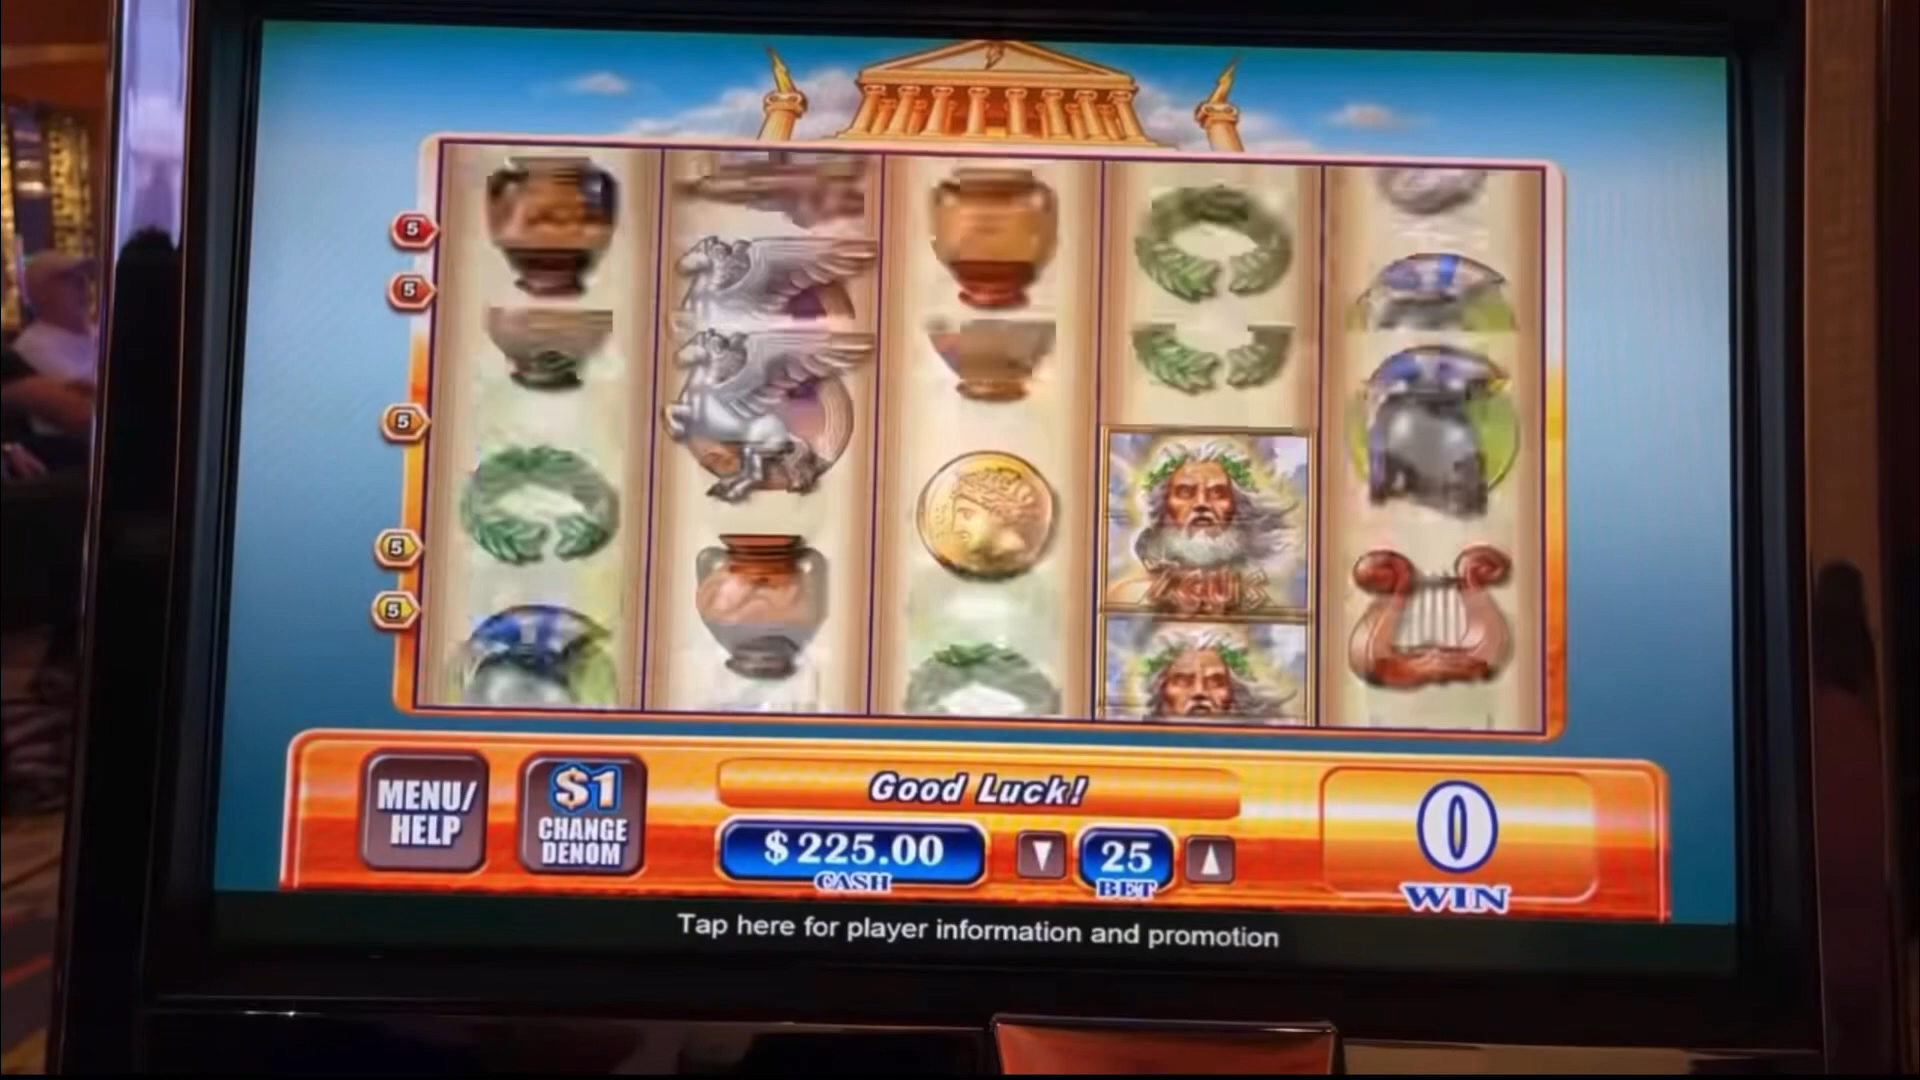 5
5
5
5
5
ZEUS
MENU/
HELP
$1
CHANGE
DENOM
Good Luck!
$ 225.00
CASH
25
BET
0
WIN
Tap here for player information and promotion